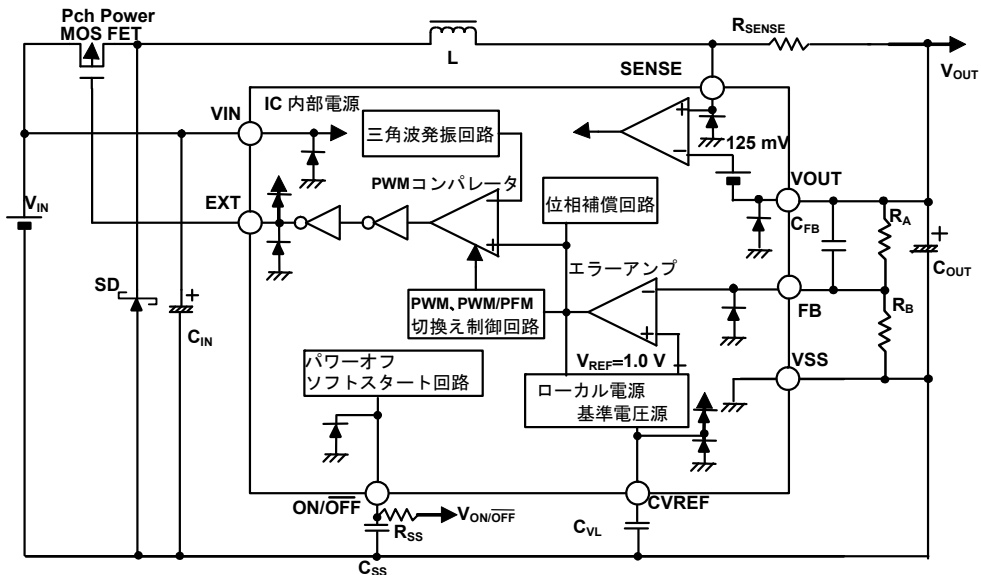 Pch Power
MOS FET
L
RSENSE
VOUT
SENSE
VIN
IC 内部電源
三角波発振回路
125 mV
VOUT
PWMコンパレータ
位相補償回路
EXT
VIN
CFB
RA
COUT
エラーアンプ
SD
CIN
PWM、PWM/PFM
切換え制御回路
FB
RB
VREF=1.0 V
VSS
パワーオフ
ソフトスタート回路
ローカル電源
基準電圧源
ON/OFF
CVREF
VON/OFF
RSS
CVL
CSS